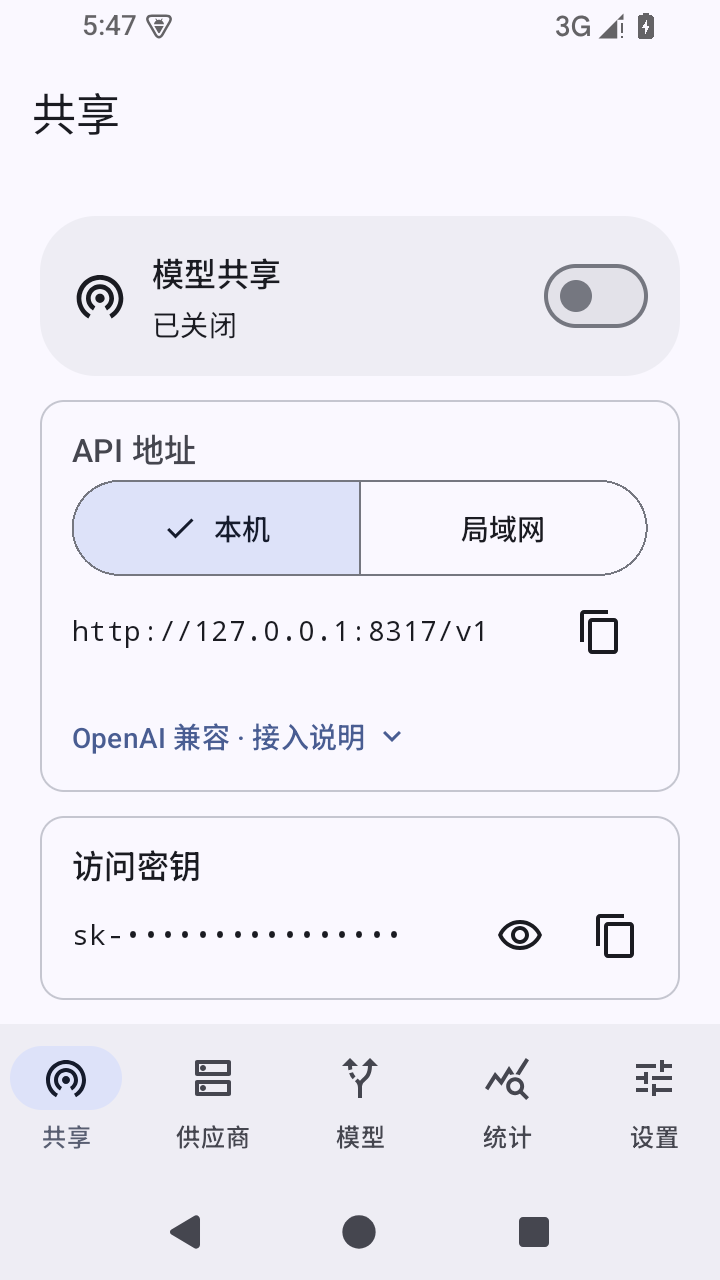 5:47
3G
共享
模型共享
已关闭
API 地址
本机
局域网
http://127.0.0.1:8317/v1
OpenAI 兼容 · 接入说明
访问密钥
sk-••••••••••••••••
共享
供应商
模型
统计
设置